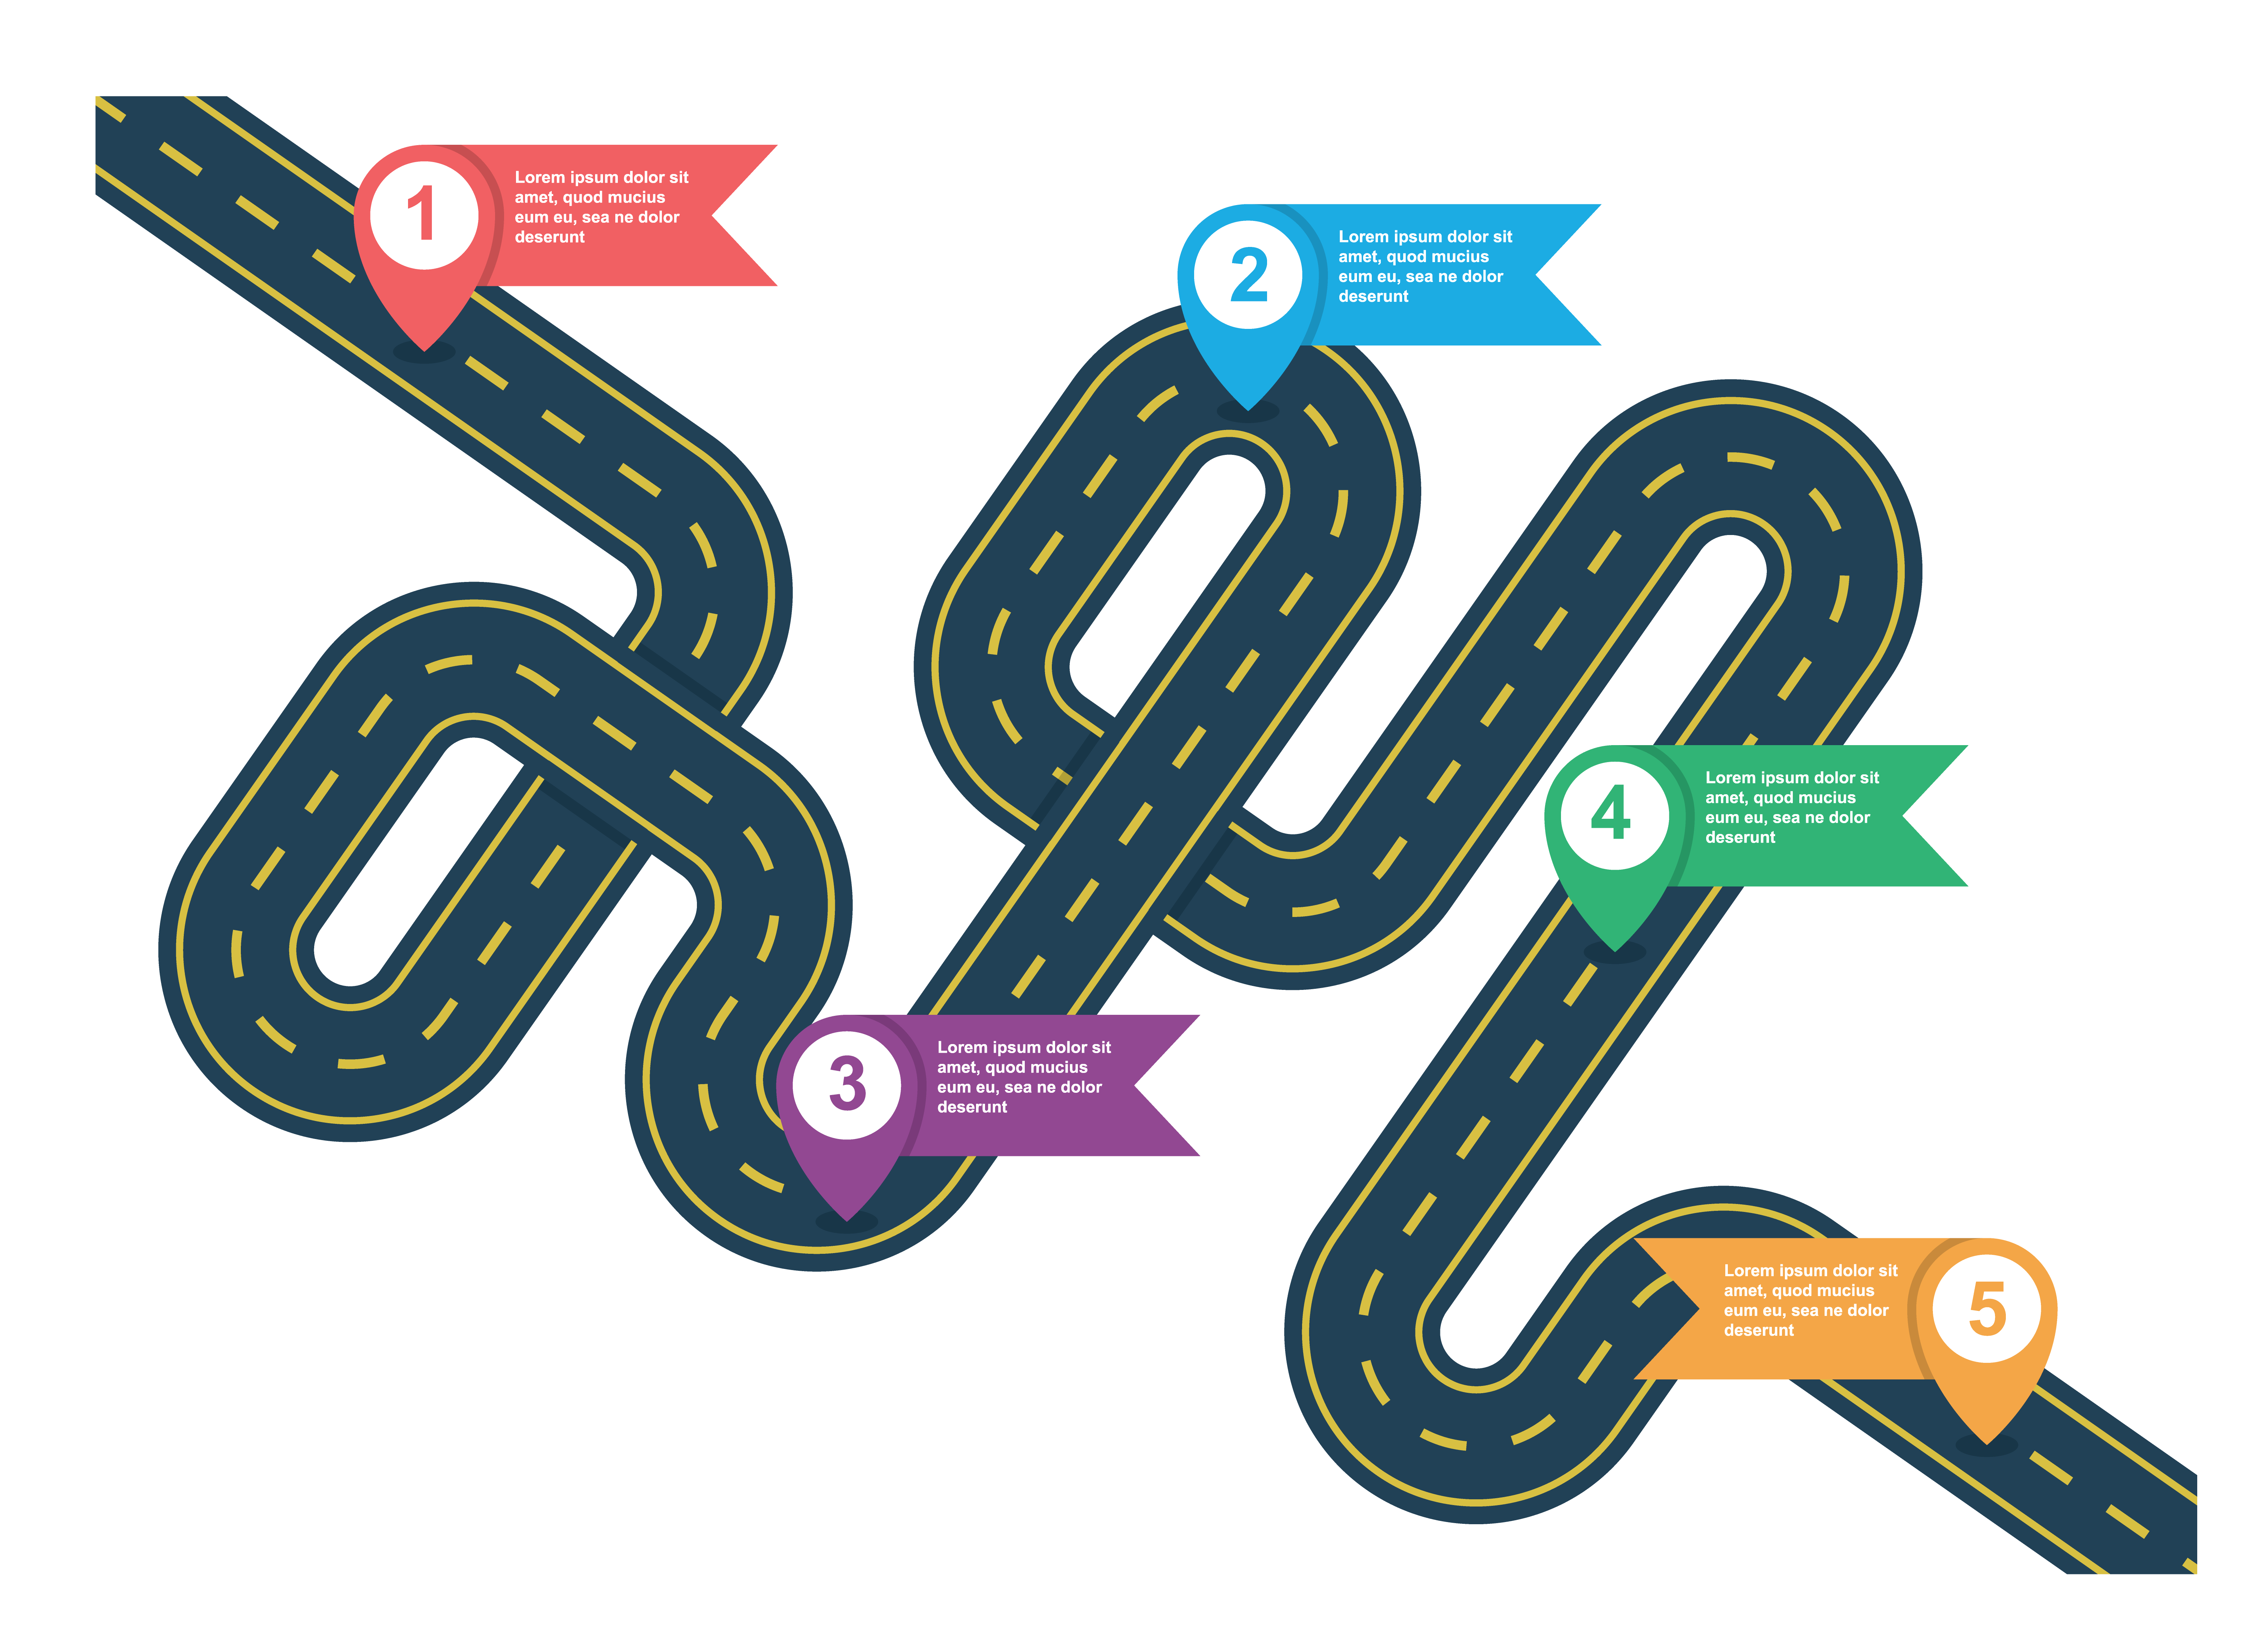 1
Lorem ipsum dolor sit
amet, quod mucius
eum eu, sea ne dolor
deserunt
2
Lorem ipsum dolor sit
amet, quod mucius
eum eu, sea ne dolor
deserunt
3
Lorem ipsum dolor sit
amet, quod mucius
eum eu, sea ne dolor
deserunt
4
Lorem ipsum dolor sit
amet, quod mucius
eum eu, sea ne dolor
deserunt
5
Lorem ipsum dolor sit
amet, quod mucius
eum eu, sea ne dolor
deserunt